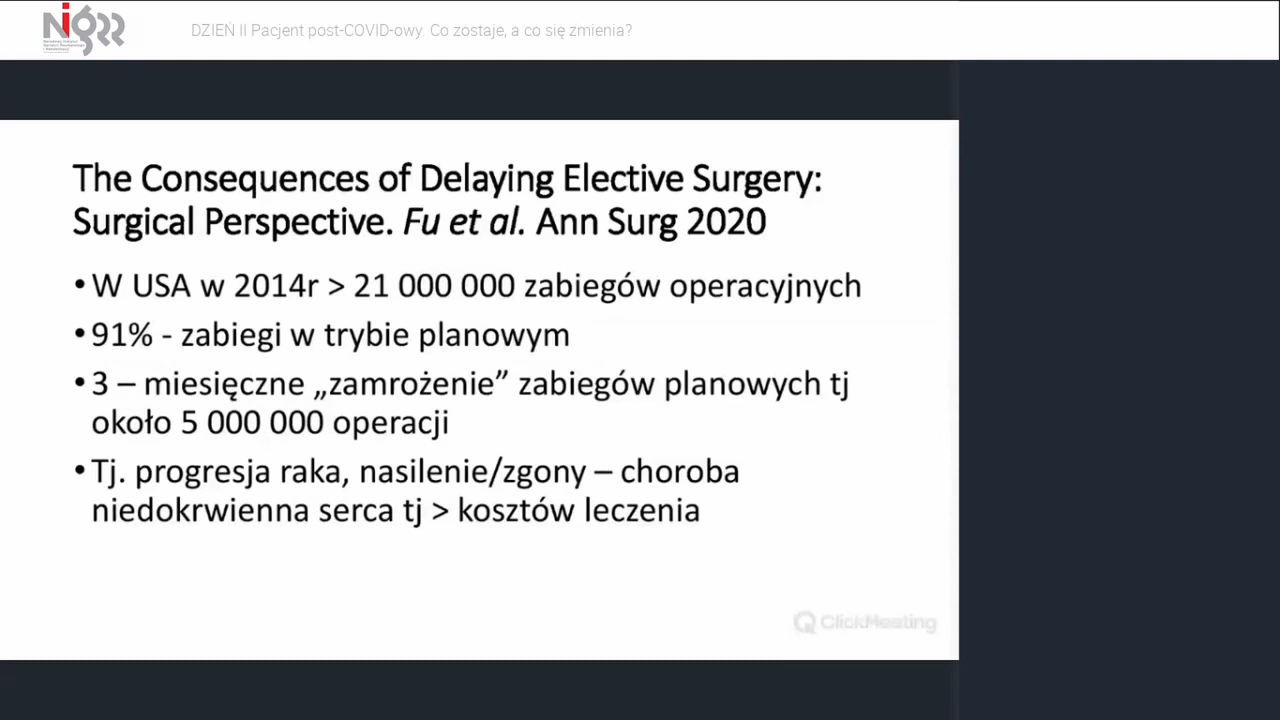 DZIEŃ II Pacjent post-COVID-owy. Co zostaje, a co się zmienia?
The Consequences of Delaying Elective Surgery:
Surgical Perspective. Fu et al. Ann Surg 2020
• W USA w 2014r > 21 000 000 zabiegów operacyjnych
• 91% - zabiegi w trybie planowym
• 3 – miesięczne „zamrożenie” zabiegów planowych tj
około 5 000 000 operacji
• Tj. progresja raka, nasilenie/zgony – choroba
niedokrwienna serca tj > kosztów leczenia
ClickMeeting